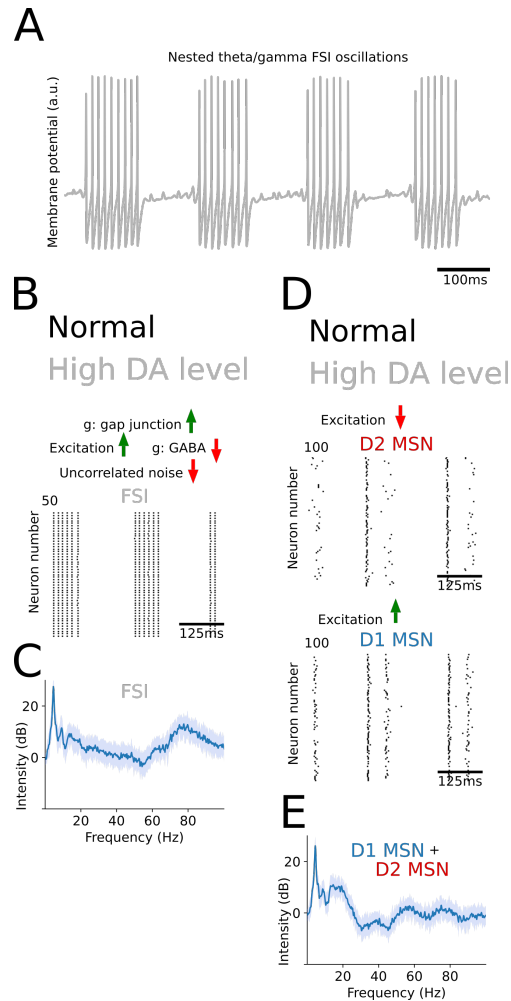 A
Nested theta/gamma FSI oscillations
Membrane potential (a.u.)
100ms
B
Normal
High DA level
g: gap junction
Excitation
g: GABA
Uncorrelated noise
FSI
50
Neuron number
125ms
C
FSI
Intensity (dB)
20
0
20
40
60
80
Frequency (Hz)
D
Normal
High DA level
Excitation
D2 MSN
100
Neuron number
125ms
Excitation
D1 MSN
100
Neuron number
125ms
E
D1 MSN +
D2 MSN
Intensity (dB)
20
0
20
40
60
80
Frequency (Hz)